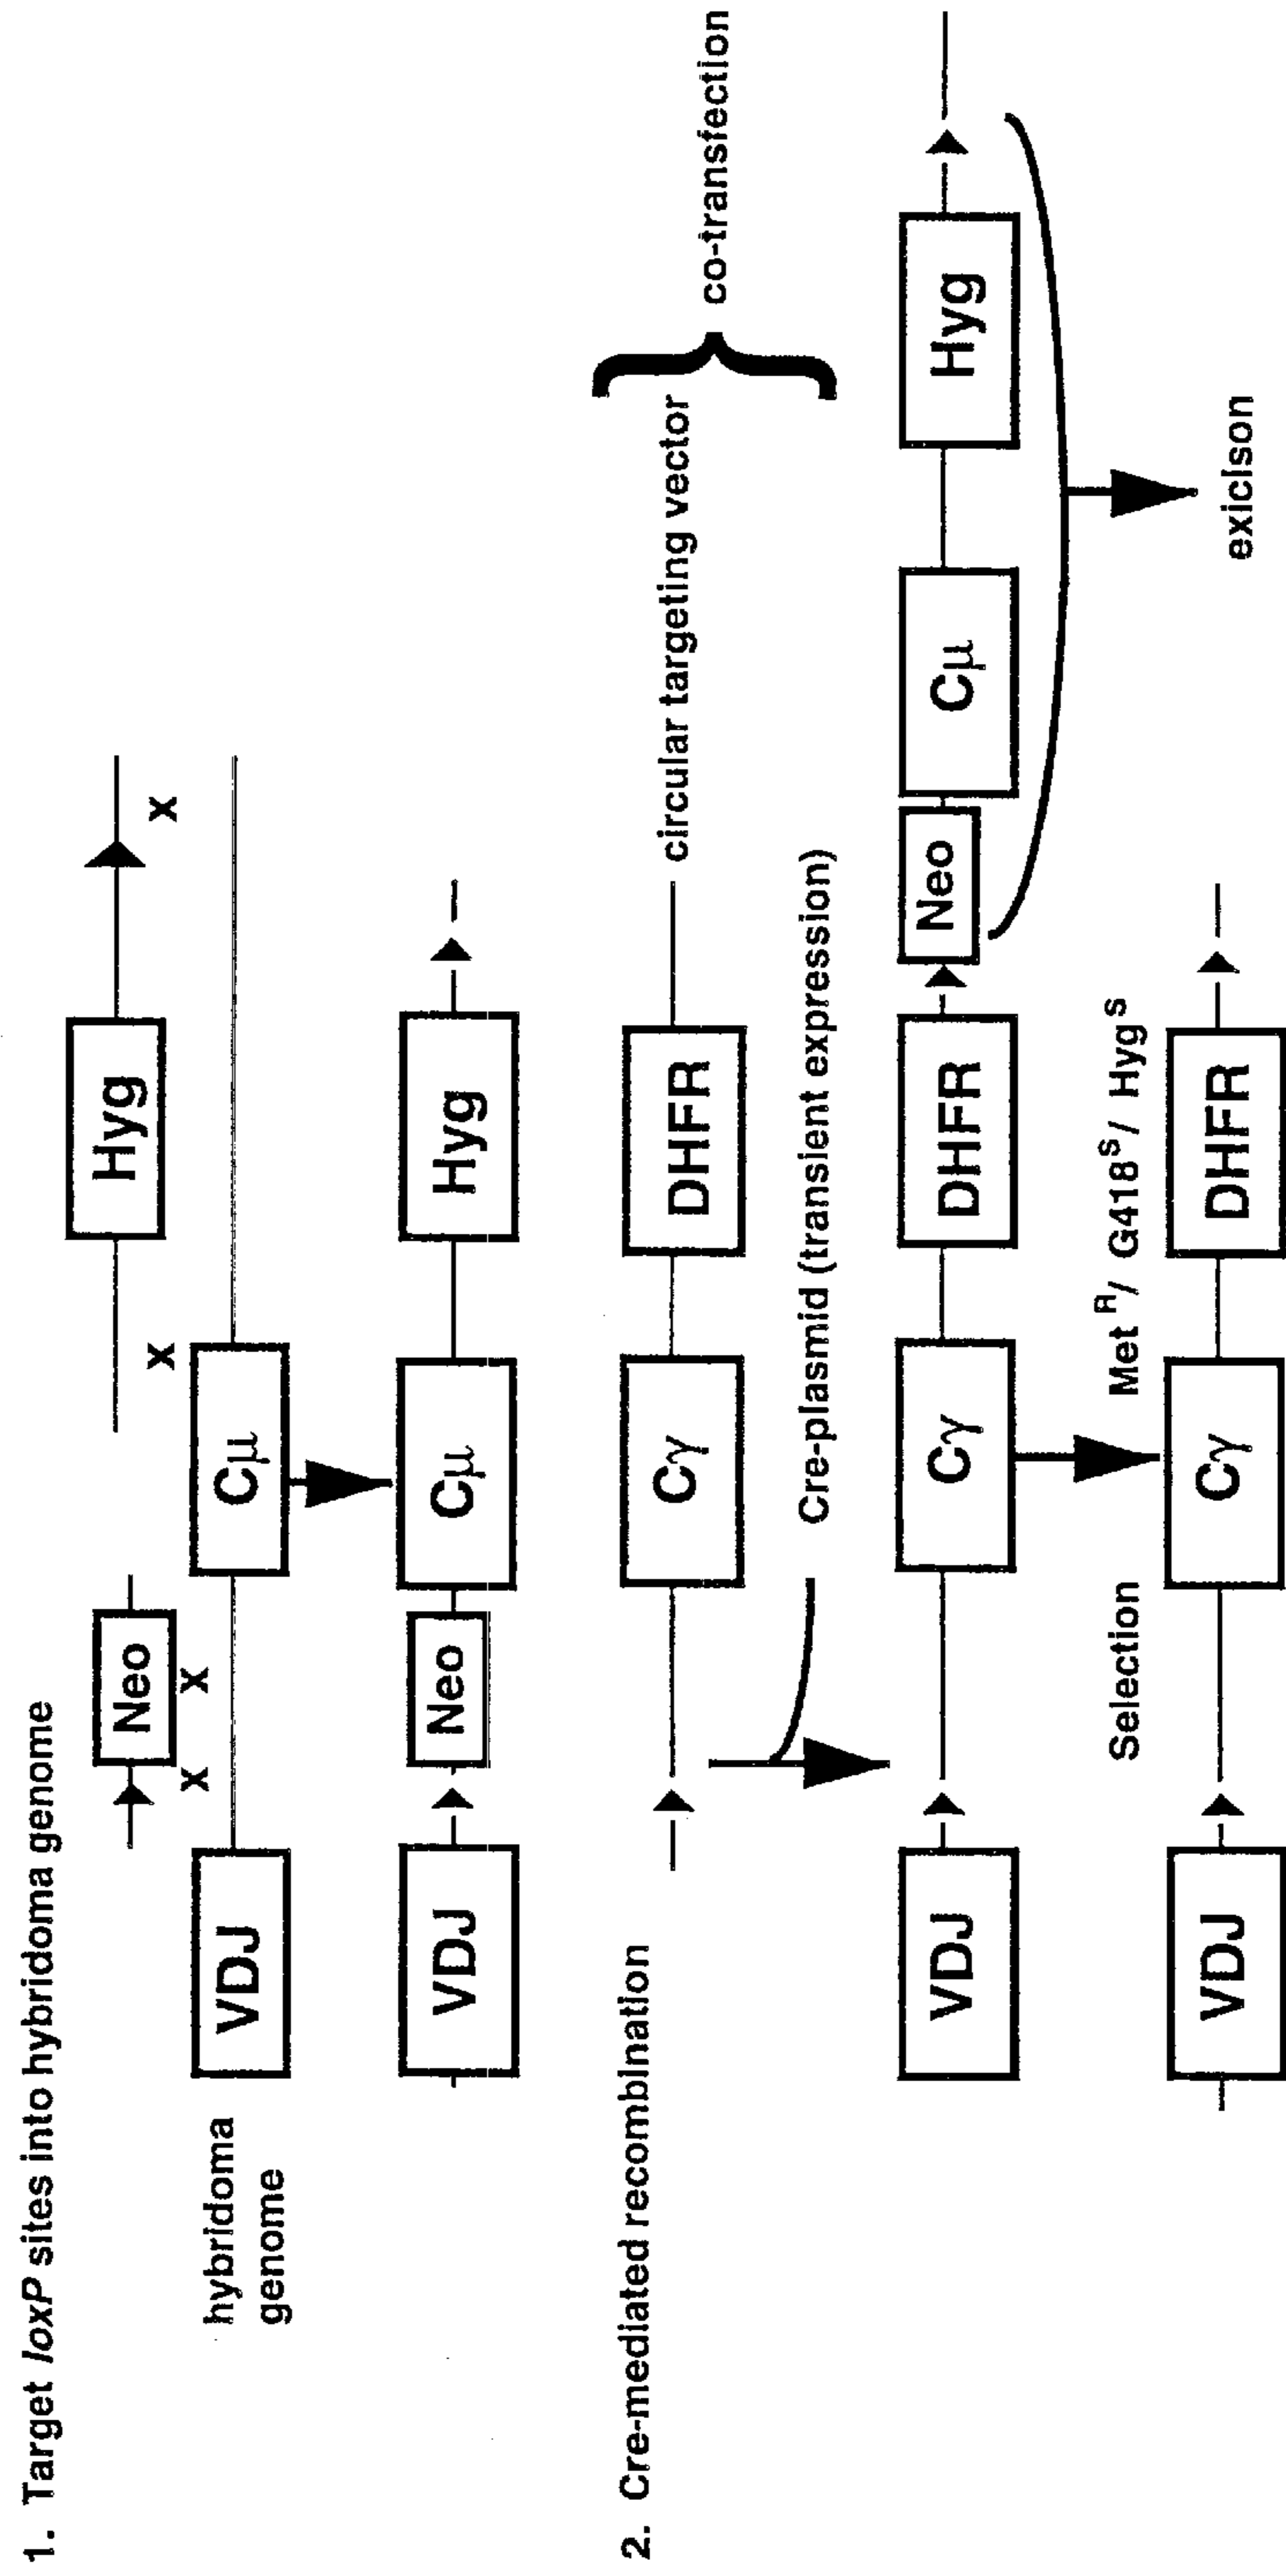 1. Target loxP sites into hybridoma genome
Neo
Hyg
X X
X
X
hybridoma
genome
VDJ
Cμ
VDJ
Neo
Cμ
Hyg
2. Cre-mediated recombination
Cγ
DHFR
circular targeting vector
co-transfection
Cre-plasmid (transient expression)
VDJ
Cγ
DHFR
Neo
Cμ
Hyg
Selection
Met R/ G418S/ HygS
exicison
VDJ
Cγ
DHFR